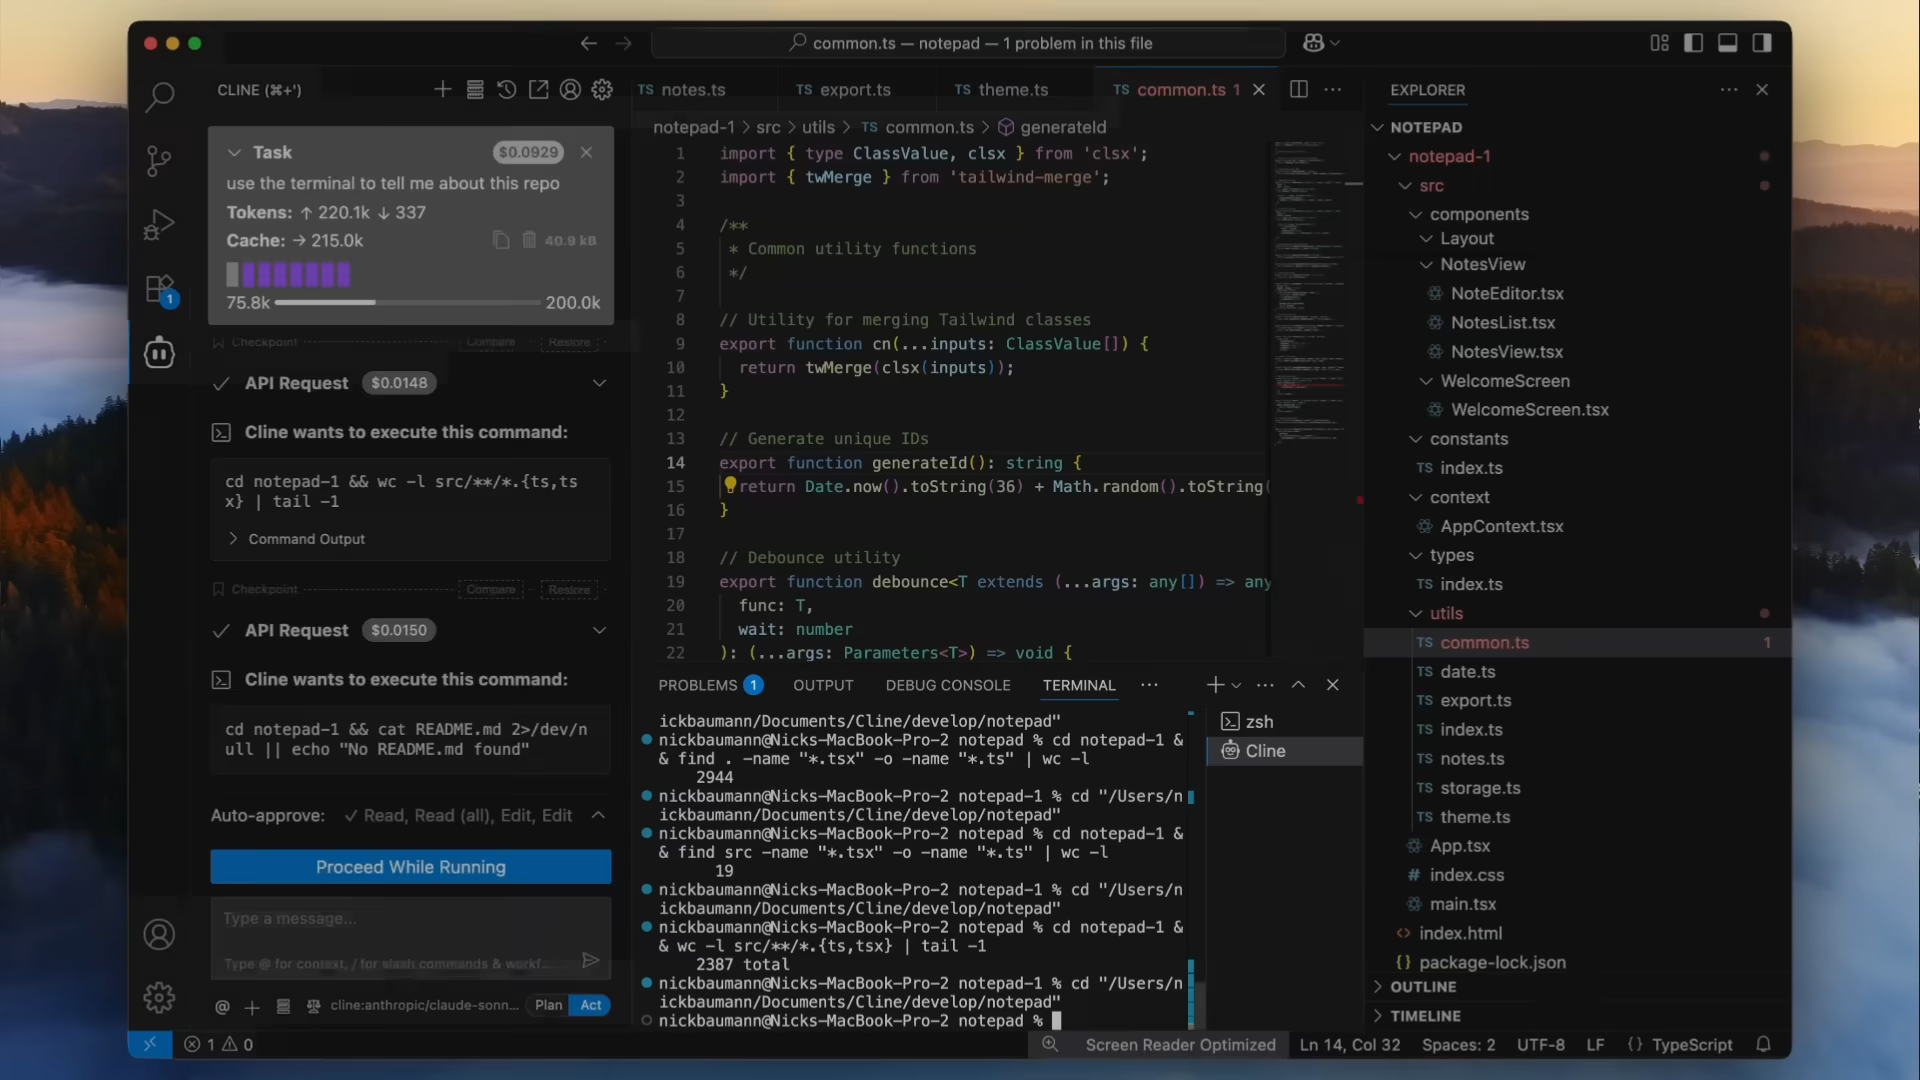 common.ts — notepad — 1 problem in this file
CLINE (⌘+')
Task
$0.0929
use the terminal to tell me about this repo
Tokens: ↑ 220.1k ↓ 337
Cache: → 215.0k
40.9 kB
75.8k
200.0k
Checkpoint
Compare
Restore
API Request
$0.0148
Cline wants to execute this command:
cd notepad-1 && wc -l src/**/*.{ts,ts
x} | tail -1
Command Output
Checkpoint
Compare
Restore
API Request
$0.0150
Cline wants to execute this command:
cd notepad-1 && cat README.md 2>/dev/n
ull || echo "No README.md found"
Auto-approve: ✓ Read, Read (all), Edit, Edit
Proceed While Running
Type a message...
Type @ for context, / for slash commands & workf...
@
cline:anthropic/claude-sonn...
Plan
Act
1
TS notes.ts
TS export.ts
TS theme.ts
TS common.ts 1
notepad-1 > src > utils > TS common.ts > generateId
1 import { type ClassValue, clsx } from 'clsx';
2 import { twMerge } from 'tailwind-merge';
3
4 /**
5 * Common utility functions
6 */
7
8 // Utility for merging Tailwind classes
9 export function cn(...inputs: ClassValue[]) {
10 return twMerge(clsx(inputs));
11 }
12
13 // Generate unique IDs
14 export function generateId(): string {
15 return Date.now().toString(36) + Math.random().toString(
16 }
17
18 // Debounce utility
19 export function debounce<T extends (...args: any[]) => any
20 func: T,
21 wait: number
22 ): (...args: Parameters<T>) => void {
PROBLEMS 1
OUTPUT
DEBUG CONSOLE
TERMINAL
ickbaumann/Documents/Cline/develop/notepad"
nickbaumann@Nicks-MacBook-Pro-2 notepad % cd notepad-1 &
& find . -name "*.tsx" -o -name "*.ts" | wc -l
2944
nickbaumann@Nicks-MacBook-Pro-2 notepad-1 % cd "/Users/n
ickbaumann/Documents/Cline/develop/notepad"
nickbaumann@Nicks-MacBook-Pro-2 notepad % cd notepad-1 &
& find src -name "*.tsx" -o -name "*.ts" | wc -l
19
nickbaumann@Nicks-MacBook-Pro-2 notepad-1 % cd "/Users/n
ickbaumann/Documents/Cline/develop/notepad"
nickbaumann@Nicks-MacBook-Pro-2 notepad % cd notepad-1 &
& wc -l src/**/*.{ts,tsx} | tail -1
2387 total
nickbaumann@Nicks-MacBook-Pro-2 notepad-1 % cd "/Users/n
ickbaumann/Documents/Cline/develop/notepad"
nickbaumann@Nicks-MacBook-Pro-2 notepad %
zsh
Cline
EXPLORER
NOTEPAD
notepad-1
src
components
Layout
NotesView
NoteEditor.tsx
NotesList.tsx
NotesView.tsx
WelcomeScreen
WelcomeScreen.tsx
constants
TS index.ts
context
AppContext.tsx
types
TS index.ts
utils
TS common.ts 1
TS date.ts
TS export.ts
TS index.ts
TS notes.ts
TS storage.ts
TS theme.ts
App.tsx
# index.css
main.tsx
<> index.html
{} package-lock.json
OUTLINE
TIMELINE
1
0
Screen Reader Optimized
Ln 14, Col 32
Spaces: 2
UTF-8
LF
{} TypeScript